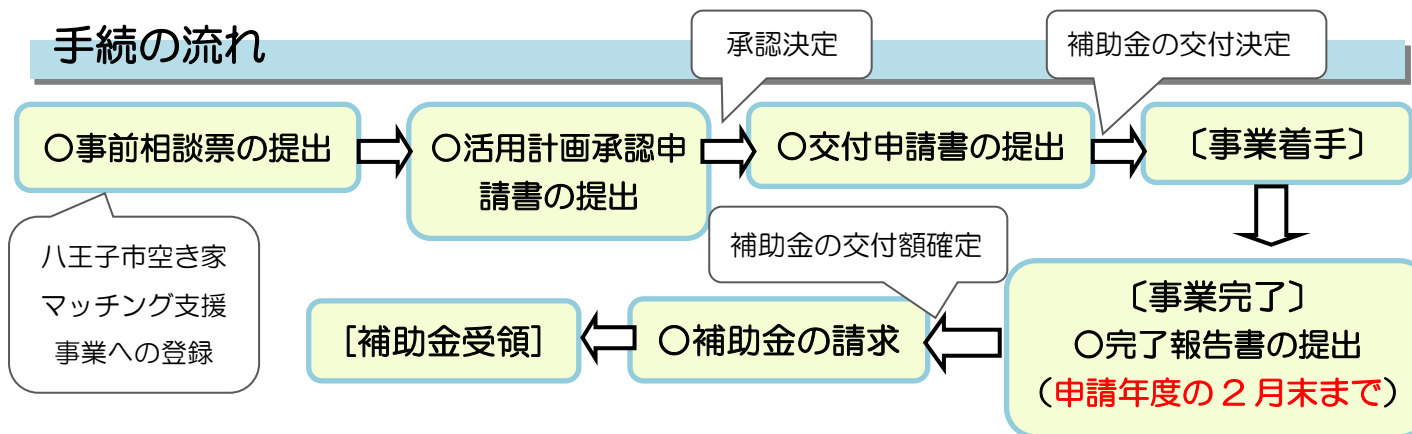 手続の流れ
承認決定
補助金の交付決定
○事前相談票の提出
○活用計画承認申
請書の提出
○交付申請書の提出
〔事業着手〕
八王子市空き家
マッチング支援
事業への登録
補助金の交付額確定
〔事業完了〕
○完了報告書の提出
（申請年度の２月末まで）
○補助金の請求
[補助金受領]